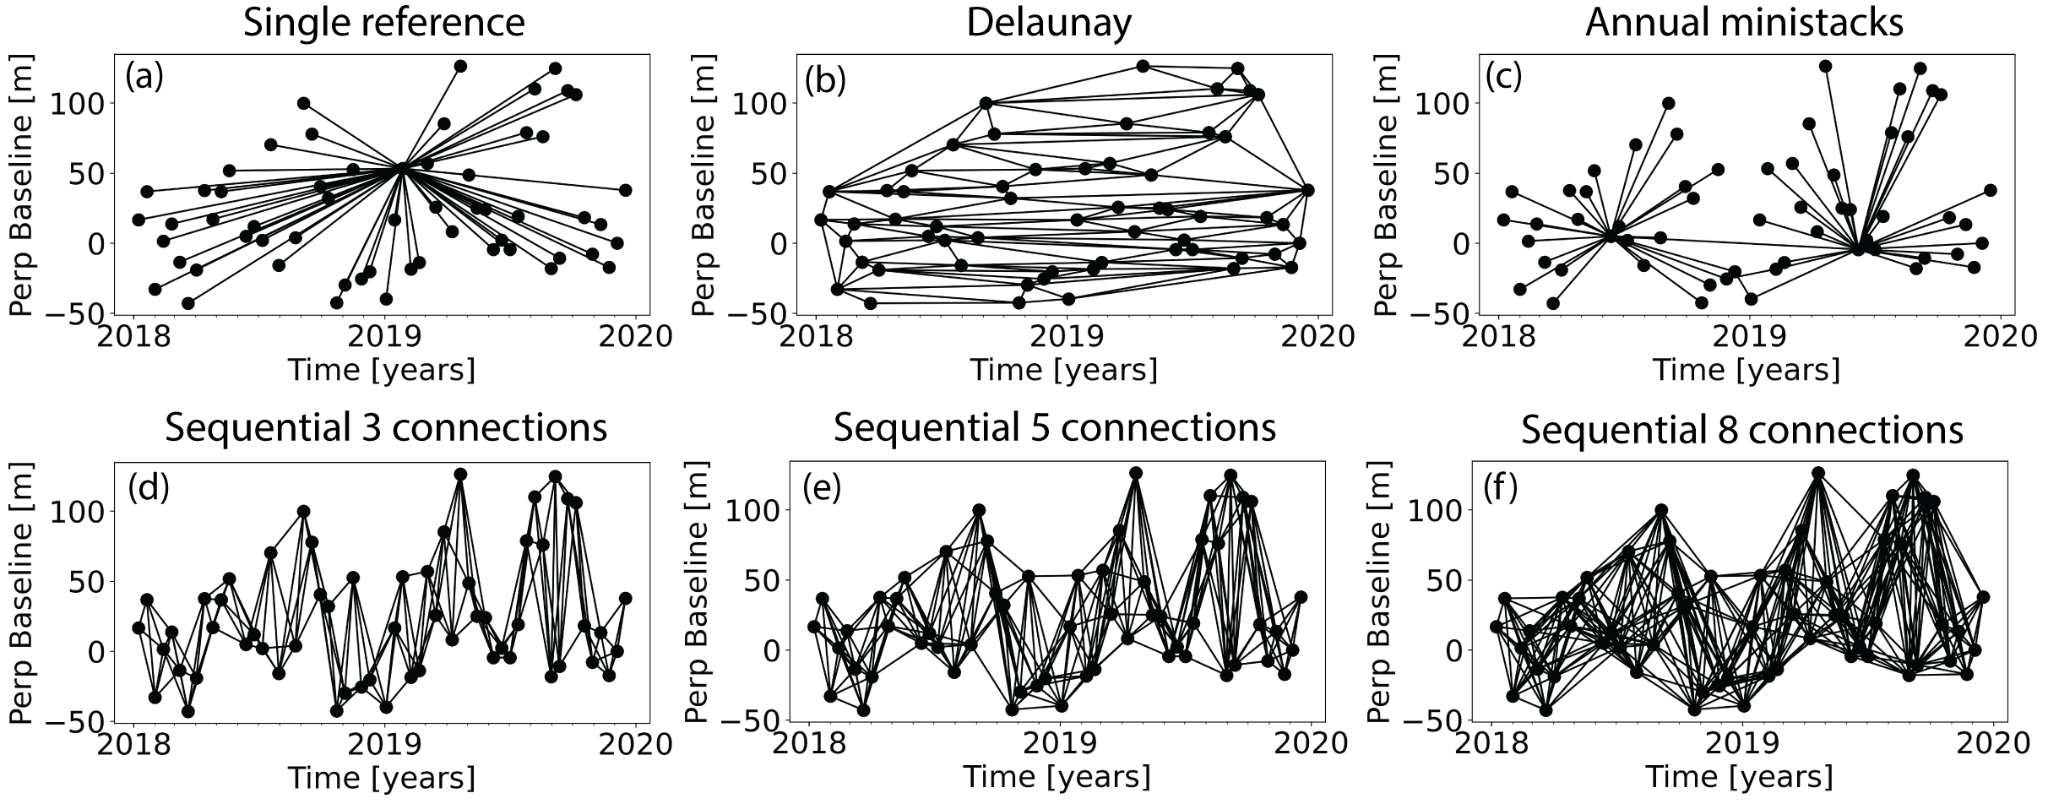 Single reference
Delaunay
Annual ministacks
(a)
(b)
(c)
Perp Baseline [m]
100
50
0
−50
2018
2019
2020
Time [years]
Perp Baseline [m]
100
50
0
−50
2018
2019
2020
Time [years]
Perp Baseline [m]
100
50
0
−50
2018
2019
2020
Time [years]
Sequential 3 connections
Sequential 5 connections
Sequential 8 connections
(d)
(e)
(f)
Perp Baseline [m]
100
50
0
−50
2018
2019
2020
Time [years]
Perp Baseline [m]
100
50
0
−50
2018
2019
2020
Time [years]
Perp Baseline [m]
100
50
0
−50
2018
2019
2020
Time [years]